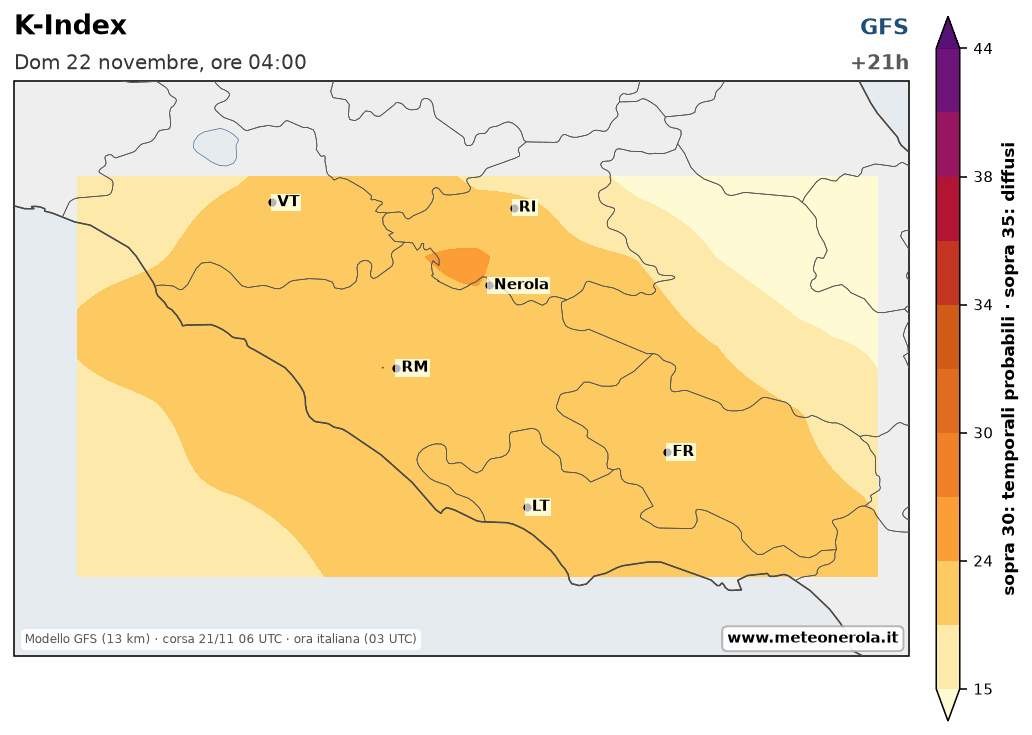 K-Index
GFS
Dom 22 novembre, ore 04:00
+21h
VT
RI
Nerola
RM
FR
LT
Modello GFS (13 km) · corsa 21/11 06 UTC · ora italiana (03 UTC)
www.meteonerola.it
44
38
34
30
24
15
sopra 30: temporali probabili · sopra 35: diffusi